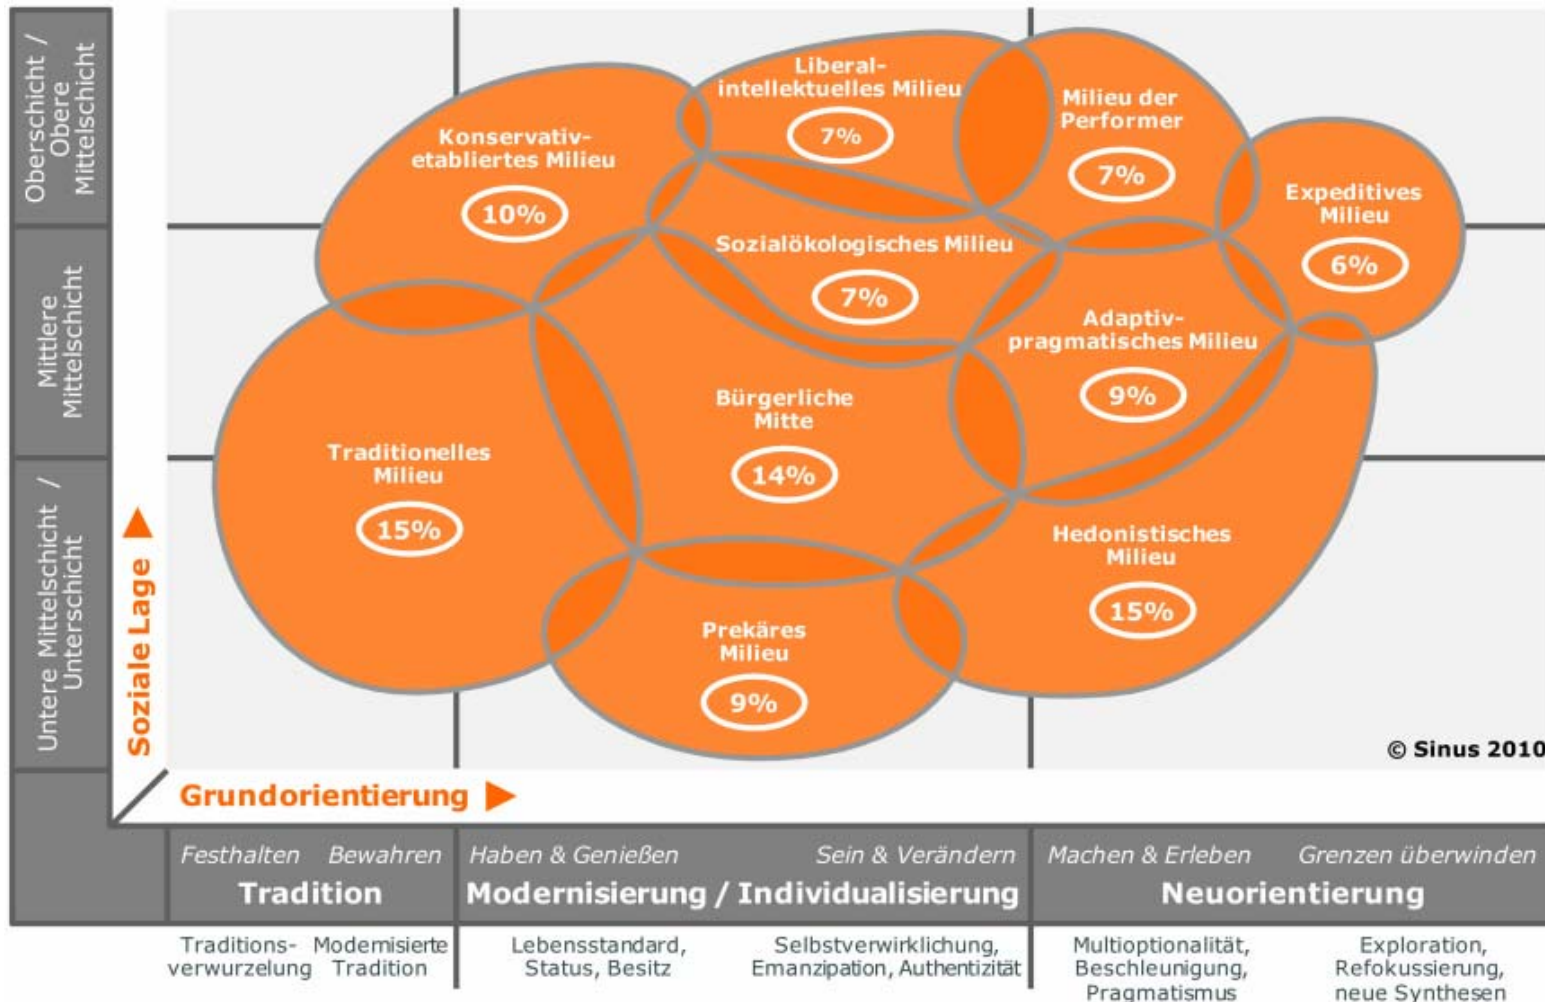 Oberschicht /
Obere
Mittelschicht
Mittlere
Mittelschicht
Untere Mittelschicht /
Unterschicht
Soziale Lage
Konservativ-
etabliertes Milieu
10%
Liberal-
intellektuelles Milieu
7%
Milieu der
Performer
7%
Expeditives
Milieu
6%
Sozialökologisches Milieu
7%
Adaptiv-
pragmatisches Milieu
9%
Bürgerliche
Mitte
14%
Traditionelles
Milieu
15%
Hedonistisches
Milieu
15%
Prekäres
Milieu
9%
© Sinus 2010
Grundorientierung
Festhalten Bewahren
Tradition
Haben & Genießen Sein & Verändern
Modernisierung / Individualisierung
Machen & Erleben Grenzen überwinden
Neuorientierung
Traditions-
verwurzelung
Modernisierte
Tradition
Lebensstandard,
Status, Besitz
Selbstverwirklichung,
Emanzipation, Authentizität
Multioptionalität,
Beschleunigung,
Pragmatismus
Exploration,
Refokussierung,
neue Synthesen